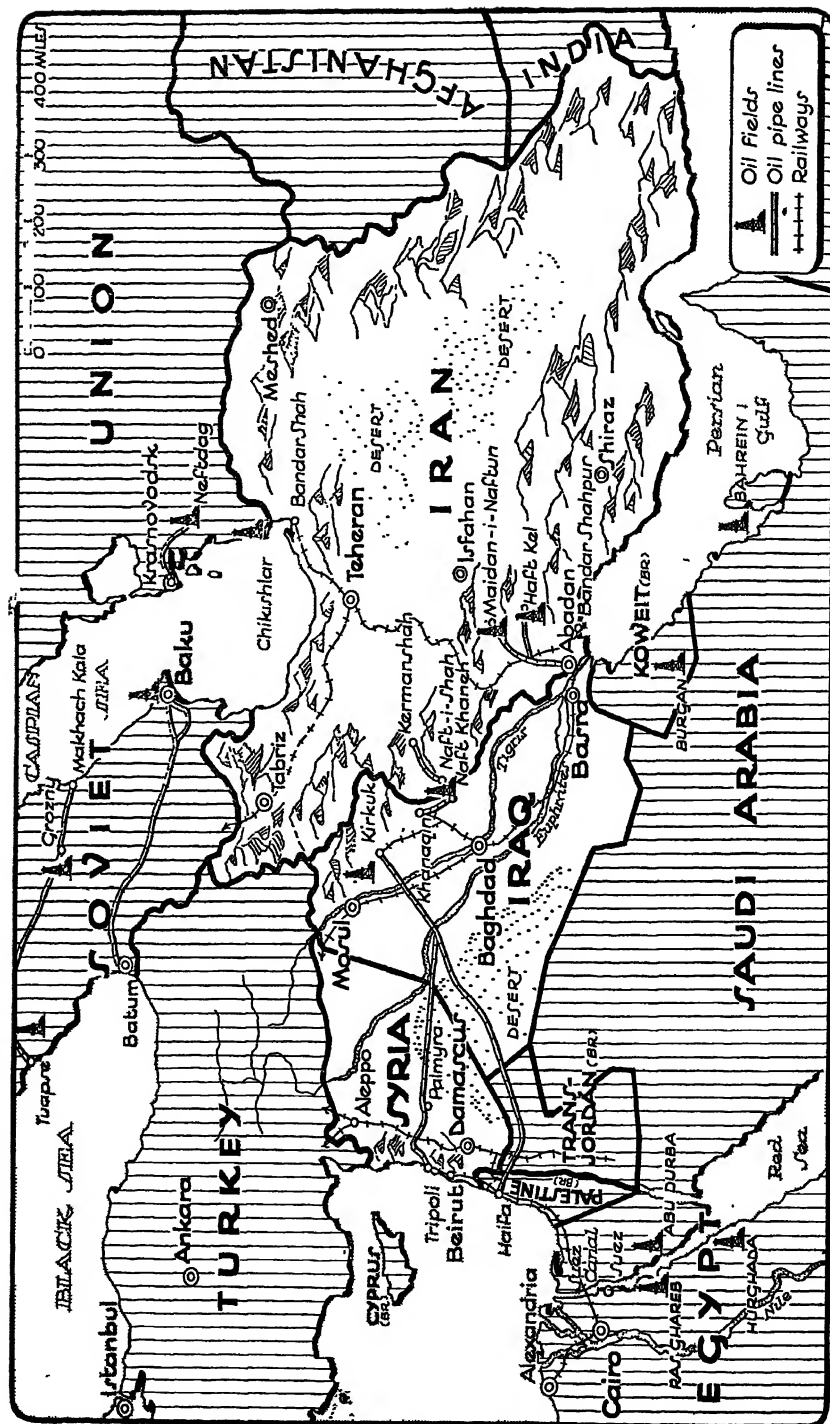 0 100 200 300 400 MILES
SOVIET UNION
CASPIAN SEA
BLACK SEA
Tuapse
Grozny
Makhach Kala
Krasnovodsk
Neftdag
Istanbul
Batum
Baku
Chikushlar
Ankara
TURKEY
Tabriz
Bandar Shah
Meshed
AFGHANISTAN
Teheran
DESERT
IRAN
DESERT
INDIA
CYPRUS
(BR)
Aleppo
SYRIA
Mosul
Kirkuk
Kermanshah
Isfahan
Tripoli
Palmyra
Khanaqin
Naft-i-Shah
Naft Khaneh
Maidan-i-Naftun
Beirut
Damascus
Baghdad
Tigris
Haft Kel
Haifa
IRAQ
Euphrates
Abadan
Bandar Shahpur
Shiraz
DESERT
Basra
PALESTINE
(BR)
TRANS-
JORDAN (BR)
KOWEIT (BR)
BURGAN
Persian
Gulf
BAHREIN I
Alexandria
Suez
Canal
Suez
Cairo
SAUDI ARABIA
ABU DURBA
RAS GHAREB
HURGHADA
EGYPT
Nile
Red
Sea
Oil fields
Oil pipe lines
Railways